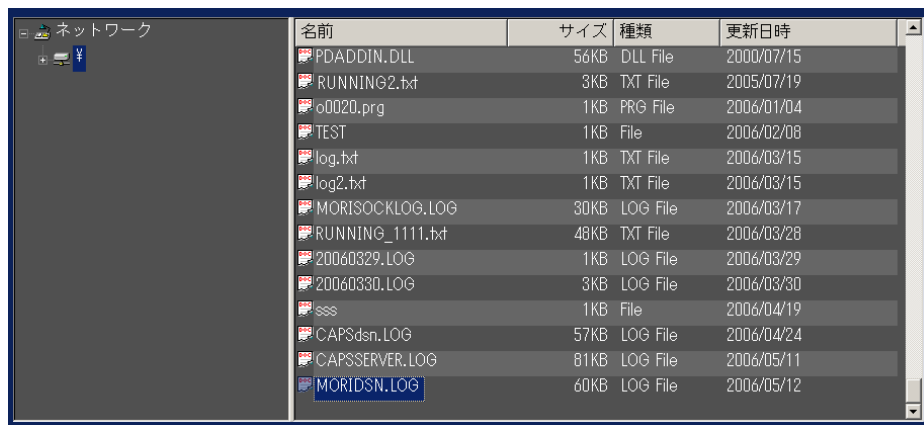 ネットワーク
¥
名前 サイズ 種類 更新日時
PDADDIN.DLL 56KB DLL File 2000/07/15
RUNNING2.txt 3KB TXT File 2005/07/19
o0020.prg 1KB PRG File 2006/01/04
TEST 1KB File 2006/02/08
log.txt 1KB TXT File 2006/03/15
log2.txt 1KB TXT File 2006/03/15
MORISOCKLOG.LOG 30KB LOG File 2006/03/17
RUNNING_1111.txt 48KB TXT File 2006/03/28
20060329.LOG 1KB LOG File 2006/03/29
20060330.LOG 3KB LOG File 2006/03/30
sss 1KB File 2006/04/19
CAPSdsn.LOG 57KB LOG File 2006/04/24
CAPSSERVER.LOG 81KB LOG File 2006/05/11
MORIDSN.LOG 60KB LOG File 2006/05/12